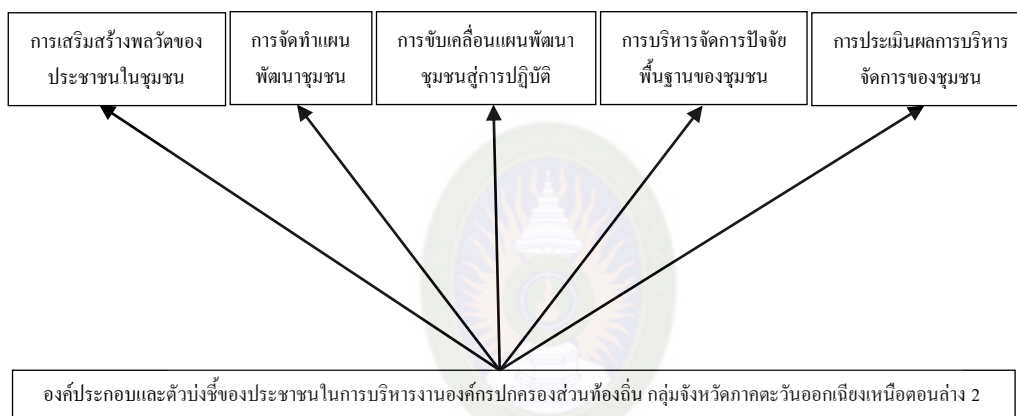 การเสริมสร้างพลวัตของ
ประชาชนในชุมชน
การจัดทำแผน
พัฒนาชุมชน
การขับเคลื่อนแผนพัฒนา
ชุมชนสู่การปฏิบัติ
การบริหารจัดการปัจจัย
พื้นฐานของชุมชน
การประเมินผลการบริหาร
จัดการของชุมชน
องค์ประกอบและตัวบ่งชี้ของประชาชนในการบริหารงานองค์กรปกครองส่วนท้องถิ่น กลุ่มจังหวัดภาคตะวันออกเฉียงเหนือตอนล่าง 2